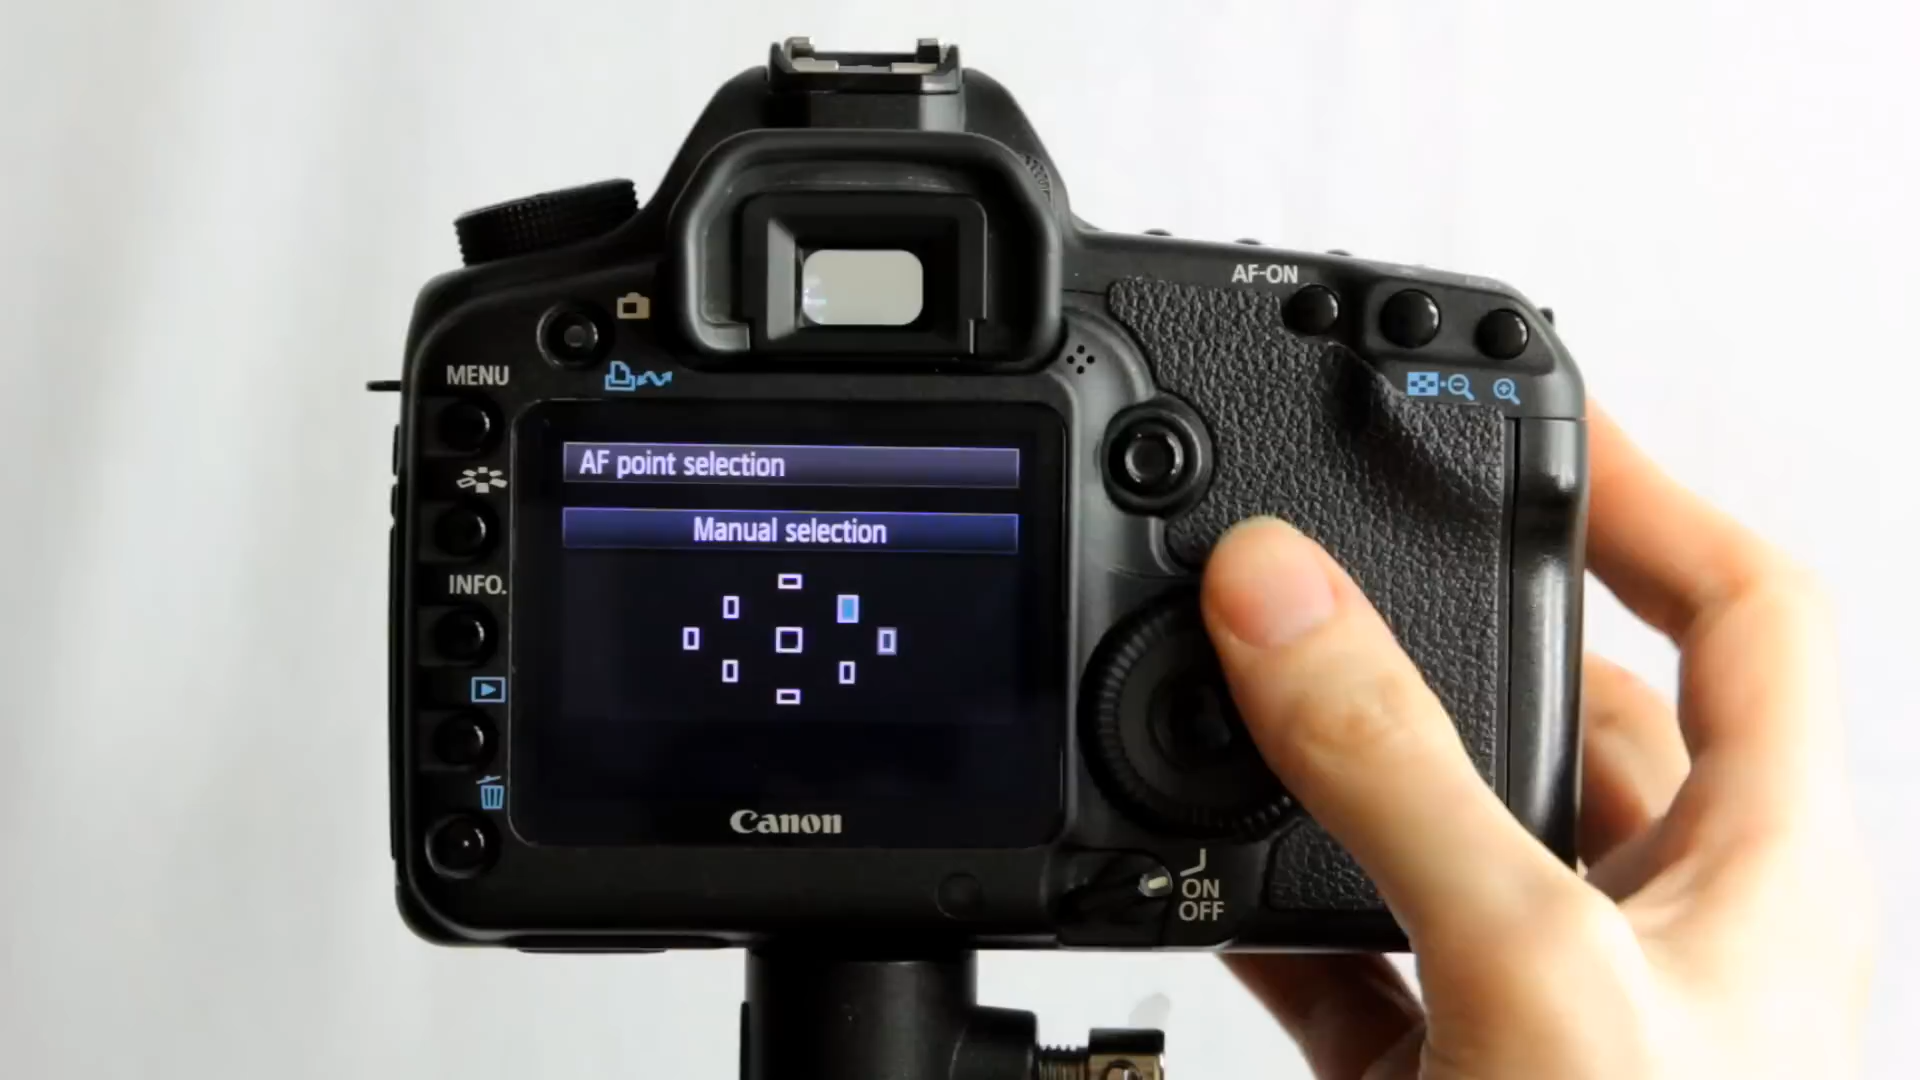 AF-ON
MENU
AF point selection
Manual selection
INFO.
Canon
ON
OFF